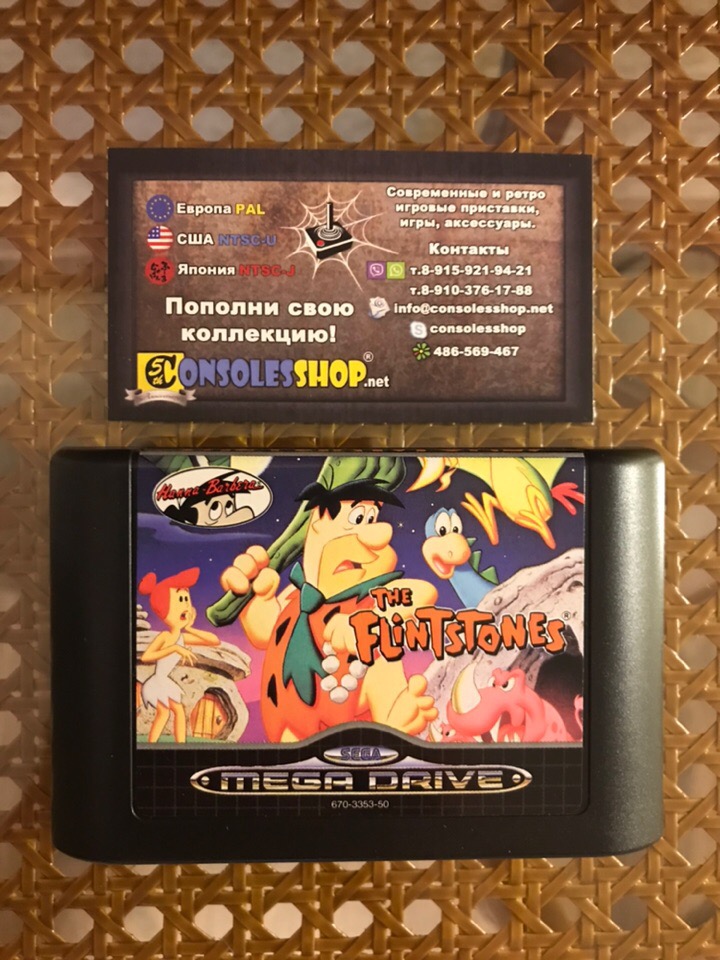 Европа PAL
США NTSC-U
Япония NTSC-J
Пополни свою
коллекцию!
5th CONSOLESSHOP®.net
Anniversary
Современные и ретро
игровые приставки,
игры, аксессуары.
Контакты
т.8-915-921-94-21
т.8-910-376-17-88
info@consolesshop.net
consolesshop
486-569-467
Hanna-Barbera
THE
FLINTSTONES®
SEGA
MEGA DRIVE
670-3353-50